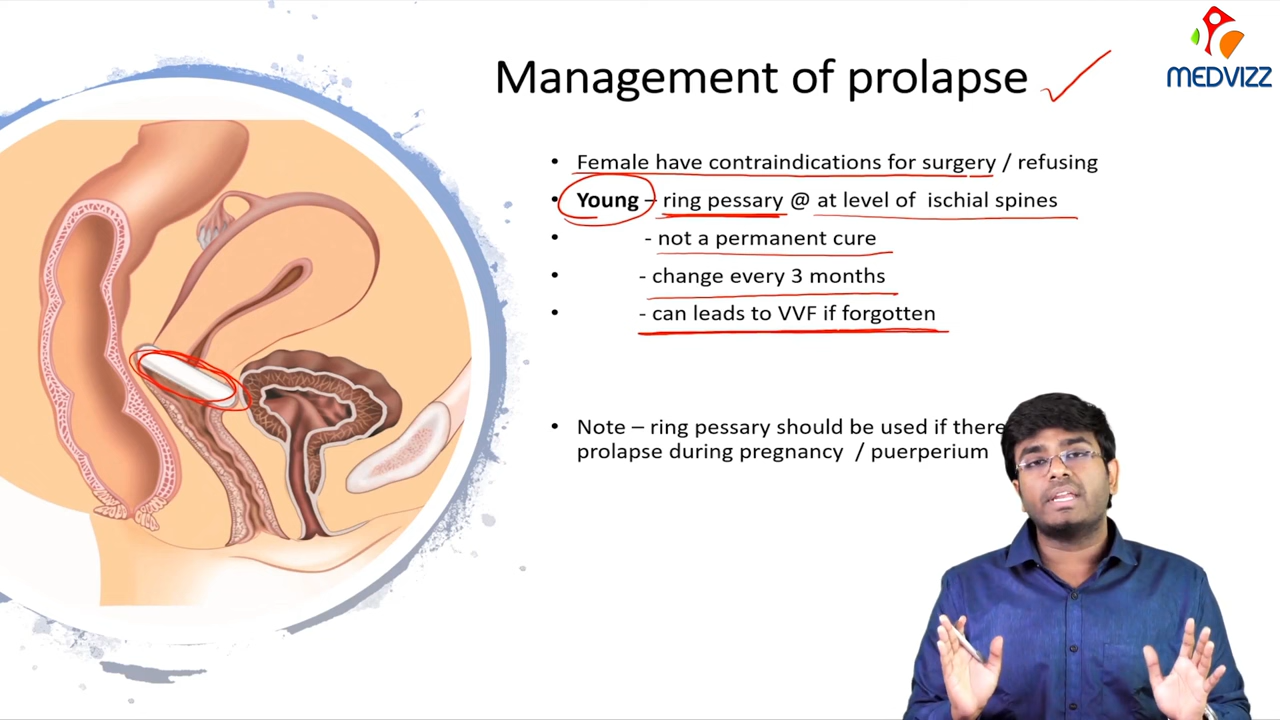 Management of prolapse
MEDVIZZ
• Female have contraindications for surgery / refusing
• Young – ring pessary @ at level of ischial spines
• - not a permanent cure
• - change every 3 months
• - can leads to VVF if forgotten
• Note – ring pessary should be used if there
prolapse during pregnancy / puerperium